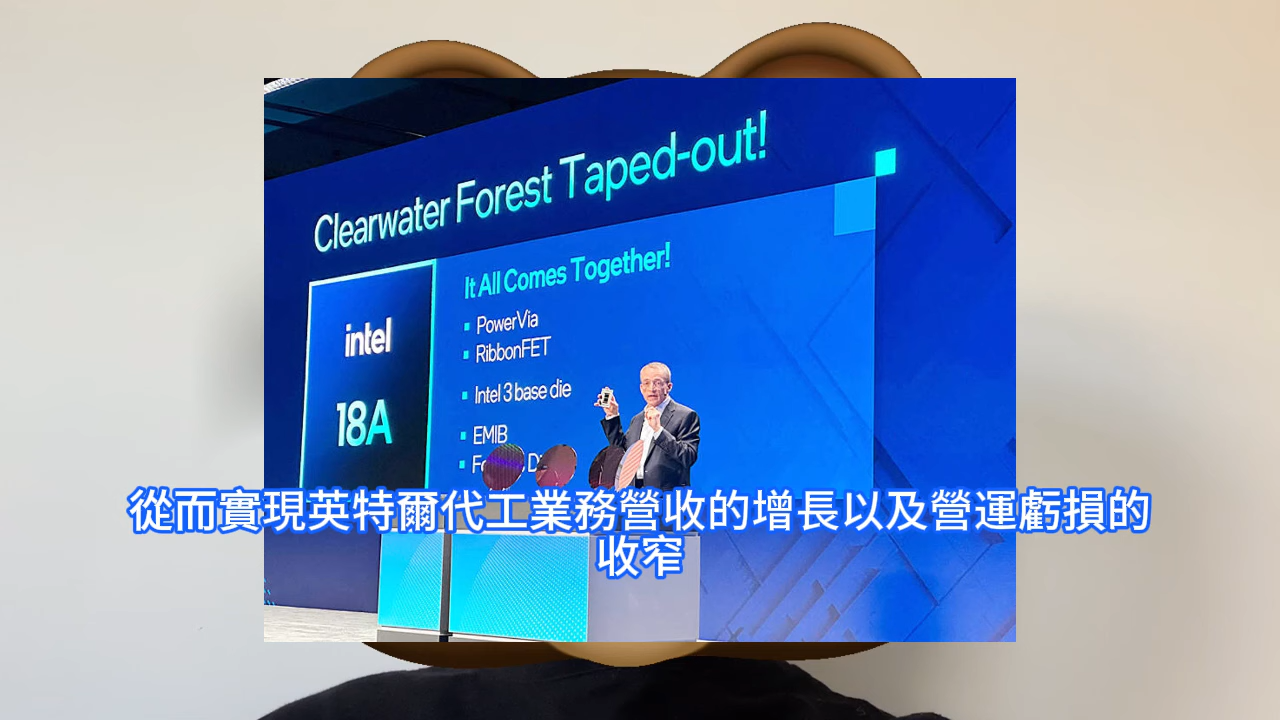 Clearwater Forest Taped-out!
It All Comes Together!
PowerVia
RibbonFET
Intel 3 base die
EMIB
intel
18A
從而實現英特爾代工業務營收的增長以及營運虧損的
收窄